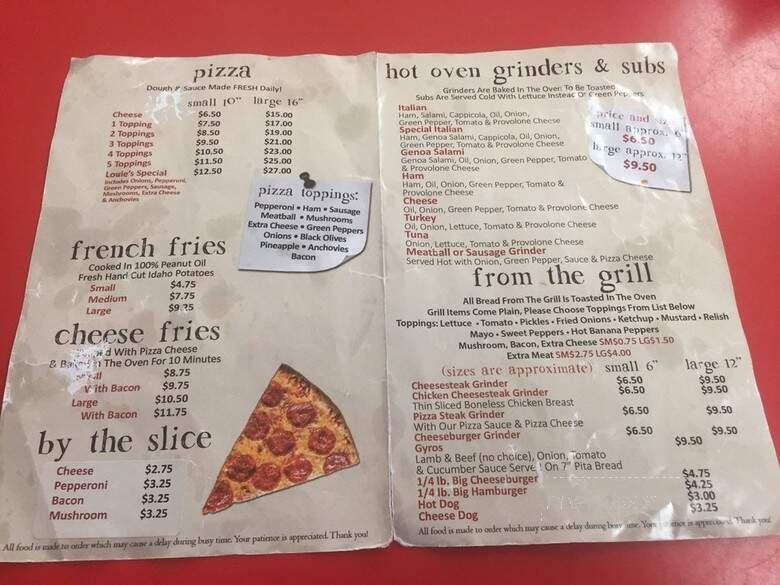 pizza
Dough & Sauce Made FRESH Daily!
small 10" large 16"
Cheese $6.50 $15.00
1 Topping $7.50 $17.00
2 Toppings $8.50 $19.00
3 Toppings $9.50 $21.00
4 Toppings $10.50 $23.00
5 Toppings $11.50 $25.00
Louie's Special $12.50 $27.00
Includes Onions, Pepperoni,
Green Peppers, Sausage,
Mushrooms, Extra Cheese
& Anchovies
pizza toppings:
Pepperoni • Ham • Sausage
Meatball • Mushrooms
Extra Cheese • Green Peppers
Onions • Black Olives
Pineapple • Anchovies
Bacon
french fries
Cooked In 100% Peanut Oil
Fresh Hand Cut Idaho Potatoes
Small $4.75
Medium $7.75
Large $9.25
cheese fries
With Pizza Cheese
& Baked In The Oven For 10 Minutes
$8.75
With Bacon $9.75
Large $10.50
With Bacon $11.75
by the slice
Cheese $2.75
Pepperoni $3.25
Bacon $3.25
Mushroom $3.25
All food is made to order which may cause a delay during busy time. Your patience is appreciated. Thank you!
hot oven grinders & subs
Grinders Are Baked In The Oven To Be Toasted
Subs Are Served Cold With Lettuce Instead Of Green Peppers
Italian
Ham, Salami, Cappicola, Oil, Onion,
Green Pepper, Tomato & Provolone Cheese
Special Italian
Ham, Genoa Salami, Cappicola, Oil, Onion,
Green Pepper, Tomato & Provolone Cheese
Genoa Salami
Genoa Salami, Oil, Onion, Green Pepper, Tomato
& Provolone Cheese
Ham
Ham, Oil, Onion, Green Pepper, Tomato &
Provolone Cheese
Cheese
Oil, Onion, Green Pepper, Tomato & Provolone Cheese
Turkey
Oil, Onion, Lettuce, Tomato & Provolone Cheese
Tuna
Onion, Lettuce, Tomato & Provolone Cheese
Meatball or Sausage Grinder
Served Hot with Onion, Green Pepper, Sauce & Pizza Cheese
price and
small approx. 6"
$6.50
large approx. 12"
$9.50
from the grill
All Bread From The Grill Is Toasted In The Oven
Grill Items Come Plain, Please Choose Toppings From List Below
Toppings: Lettuce • Tomato • Pickles • Fried Onions • Ketchup • Mustard • Relish
Mayo • Sweet Peppers • Hot Banana Peppers
Mushroom, Bacon, Extra Cheese SM$0.75 LG$1.50
Extra Meat SM$2.75 LG$4.00
(sizes are approximate) small 6" large 12"
Cheesesteak Grinder $6.50 $9.50
Chicken Cheesesteak Grinder $6.50 $9.50
Thin Sliced Boneless Chicken Breast
Pizza Steak Grinder $6.50 $9.50
With Our Pizza Sauce & Pizza Cheese
Cheeseburger Grinder $6.50 $9.50
Gyros $9.50
Lamb & Beef (no choice), Onion, Tomato
& Cucumber Sauce Served On 7" Pita Bread
1/4 lb. Big Cheeseburger $4.75
1/4 lb. Big Hamburger $4.25
Hot Dog $3.00
Cheese Dog $3.25
All food is made to order which may cause a delay during busy time. Your patience is appreciated. Thank you!